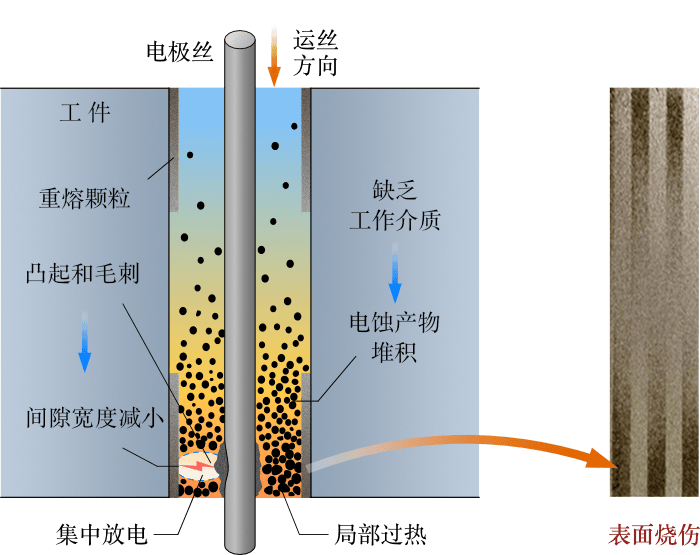 电极丝
运丝
方向
工件
重熔颗粒
缺乏
工作介质
凸起和毛刺
电蚀产物
堆积
间隙宽度减小
集中放电
局部过热
表面烧伤